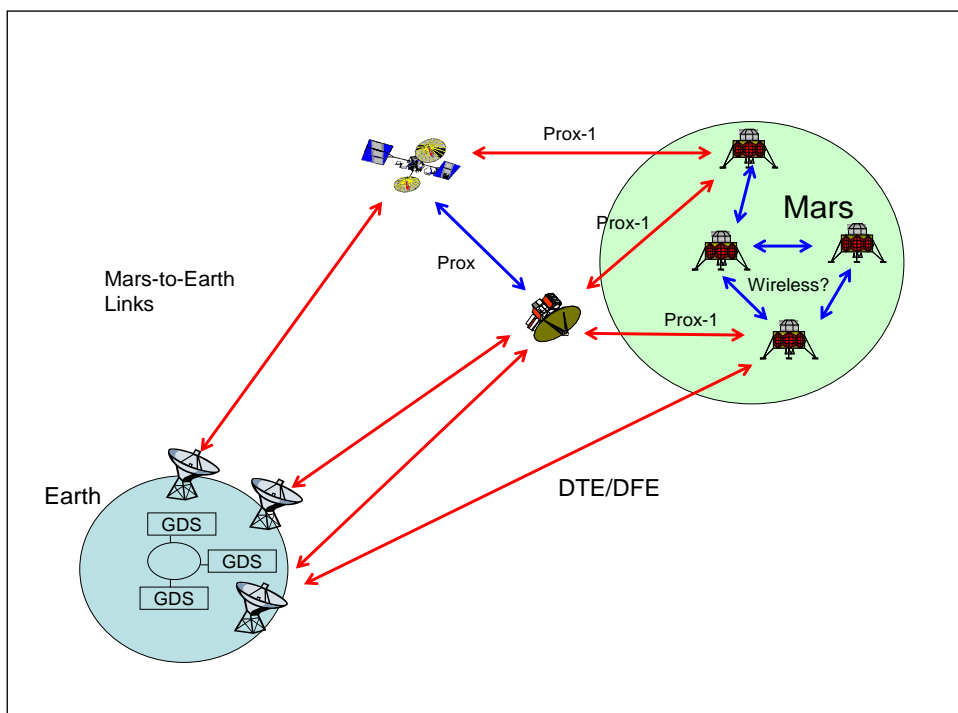 Prox-1
Mars
Prox-1
Prox
Wireless?
Mars-to-Earth
Links
Prox-1
DTE/DFE
Earth
GDS
GDS
GDS